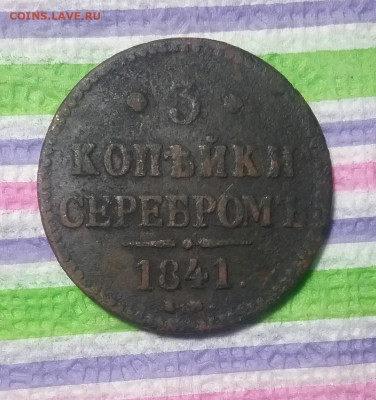 COINS.LAVE.RU
· 3 ·
КОПѢЙКИ
СЕРЕБРОМЪ
1841.